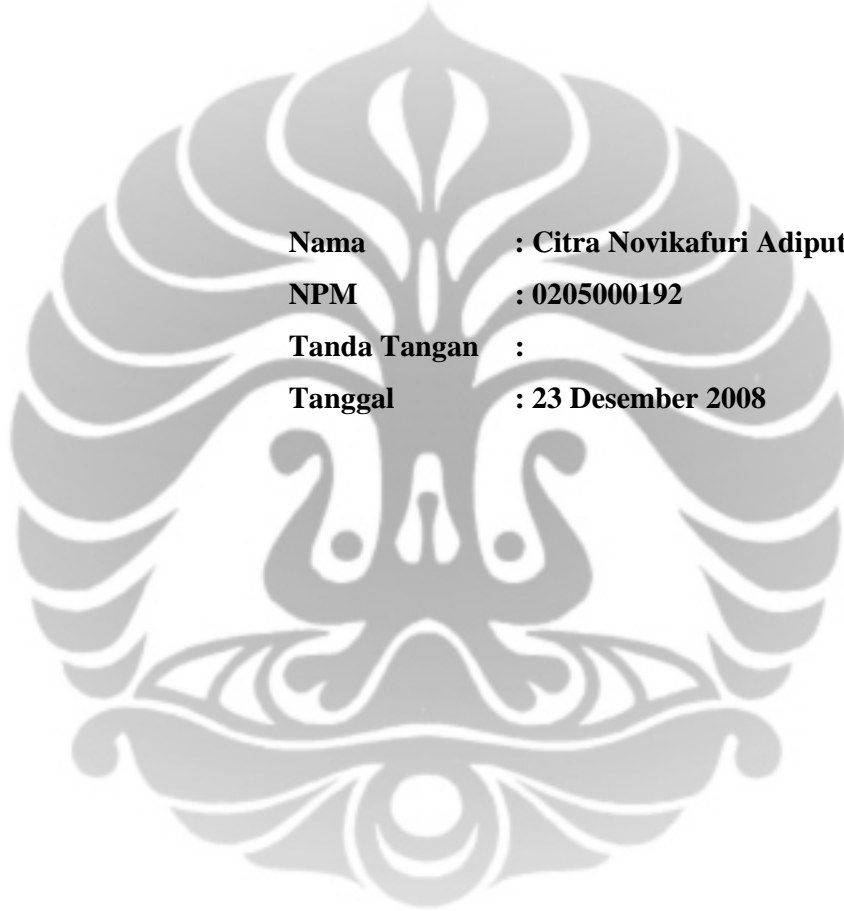 Nama : Citra Novikafuri Adiput
NPM : 0205000192
Tanda Tangan :
Tanggal : 23 Desember 2008